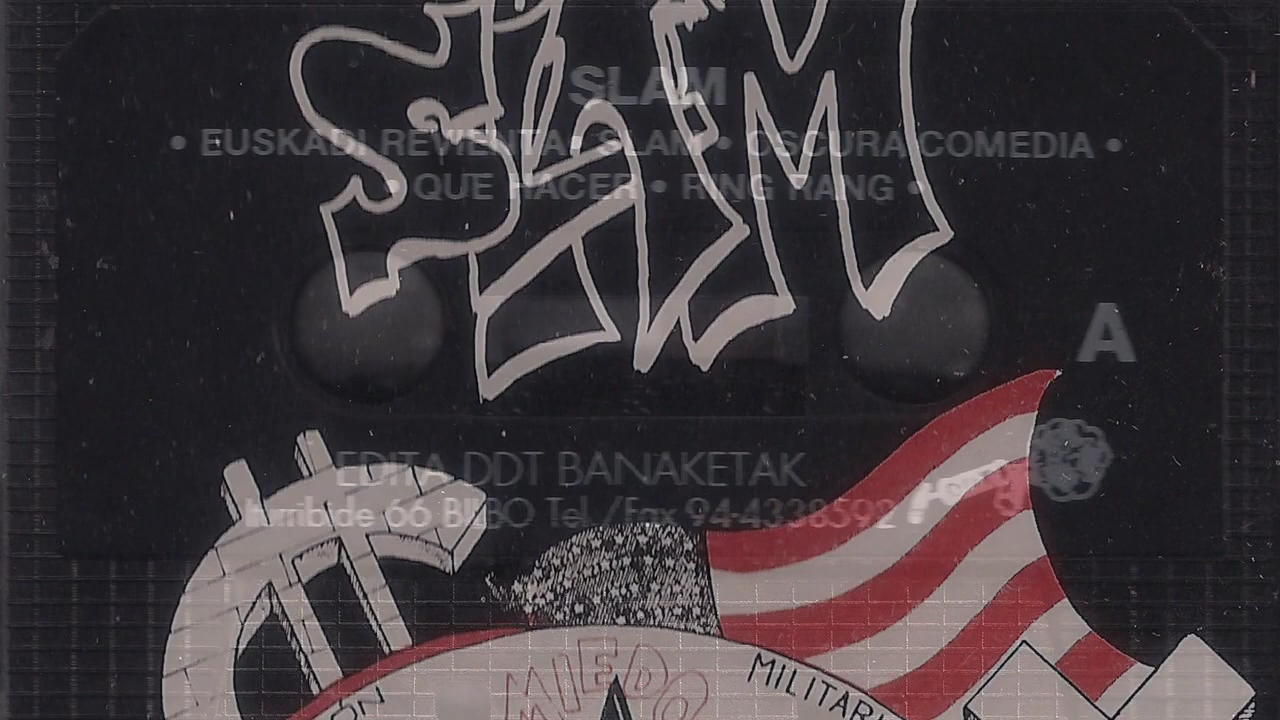 SLAM
SLAM
• EUSKADI REVIENTA • SLAM • OSCURA COMEDIA •
• QUE HACER • RING RANG •
A
EDITA DDT BANAKETAK
Iturribide 66 BILBO Tel./Fax 94-4338592
MIEDO